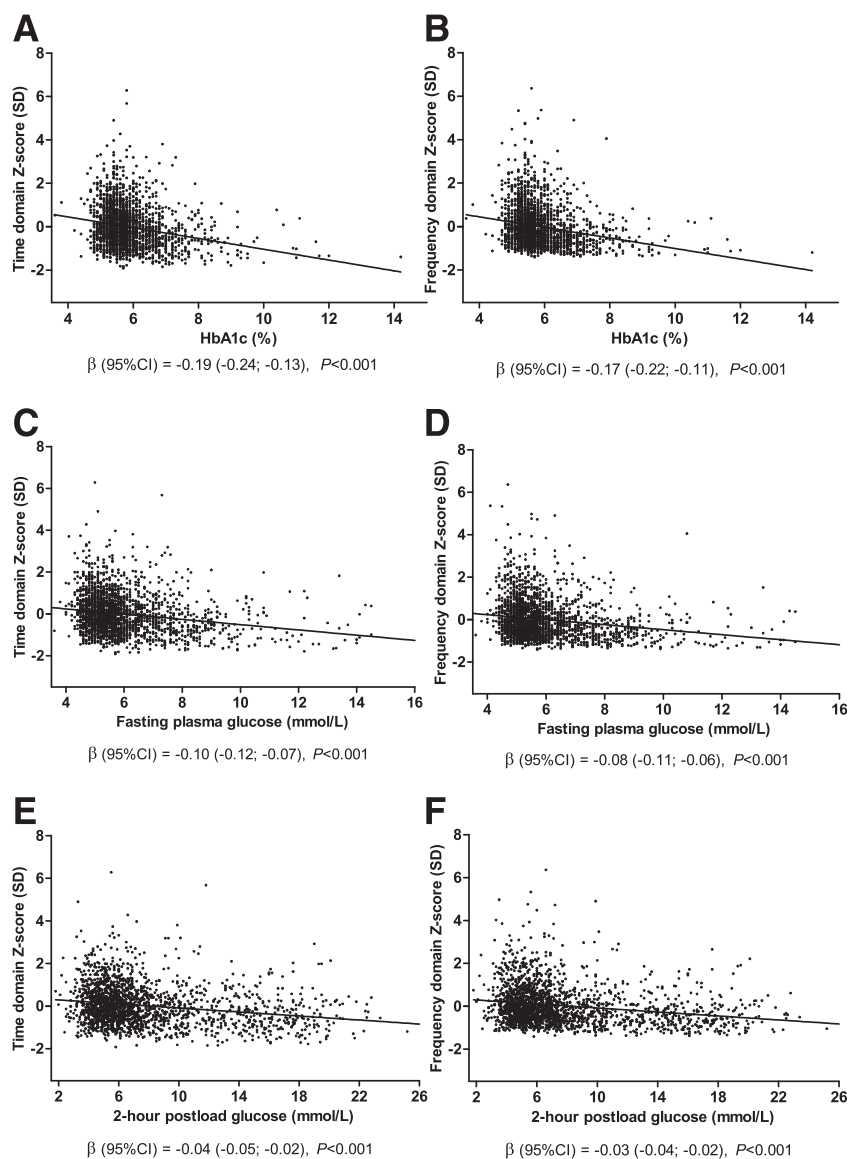 A
8
6
4
2
0
-2
Time domain Z-score (SD)
4 6 8 10 12 14
HbA1c (%)
β (95%CI) = -0.19 (-0.24; -0.13), P<0.001
B
8
6
4
2
0
-2
Frequency domain Z-score (SD)
4 6 8 10 12 14
HbA1c (%)
β (95%CI) = -0.17 (-0.22; -0.11), P<0.001
C
8
6
4
2
0
-2
Time domain Z-score (SD)
4 6 8 10 12 14 16
Fasting plasma glucose (mmol/L)
β (95%CI) = -0.10 (-0.12; -0.07), P<0.001
D
8
6
4
2
0
-2
Frequency domain Z-score (SD)
4 6 8 10 12 14 16
Fasting plasma glucose (mmol/L)
β (95%CI) = -0.08 (-0.11; -0.06), P<0.001
E
8
6
4
2
0
-2
Time domain Z-score (SD)
2 6 10 14 18 22 26
2-hour postload glucose (mmol/L)
β (95%CI) = -0.04 (-0.05; -0.02), P<0.001
F
8
6
4
2
0
-2
Frequency domain Z-score (SD)
2 6 10 14 18 22 26
2-hour postload glucose (mmol/L)
β (95%CI) = -0.03 (-0.04; -0.02), P<0.001